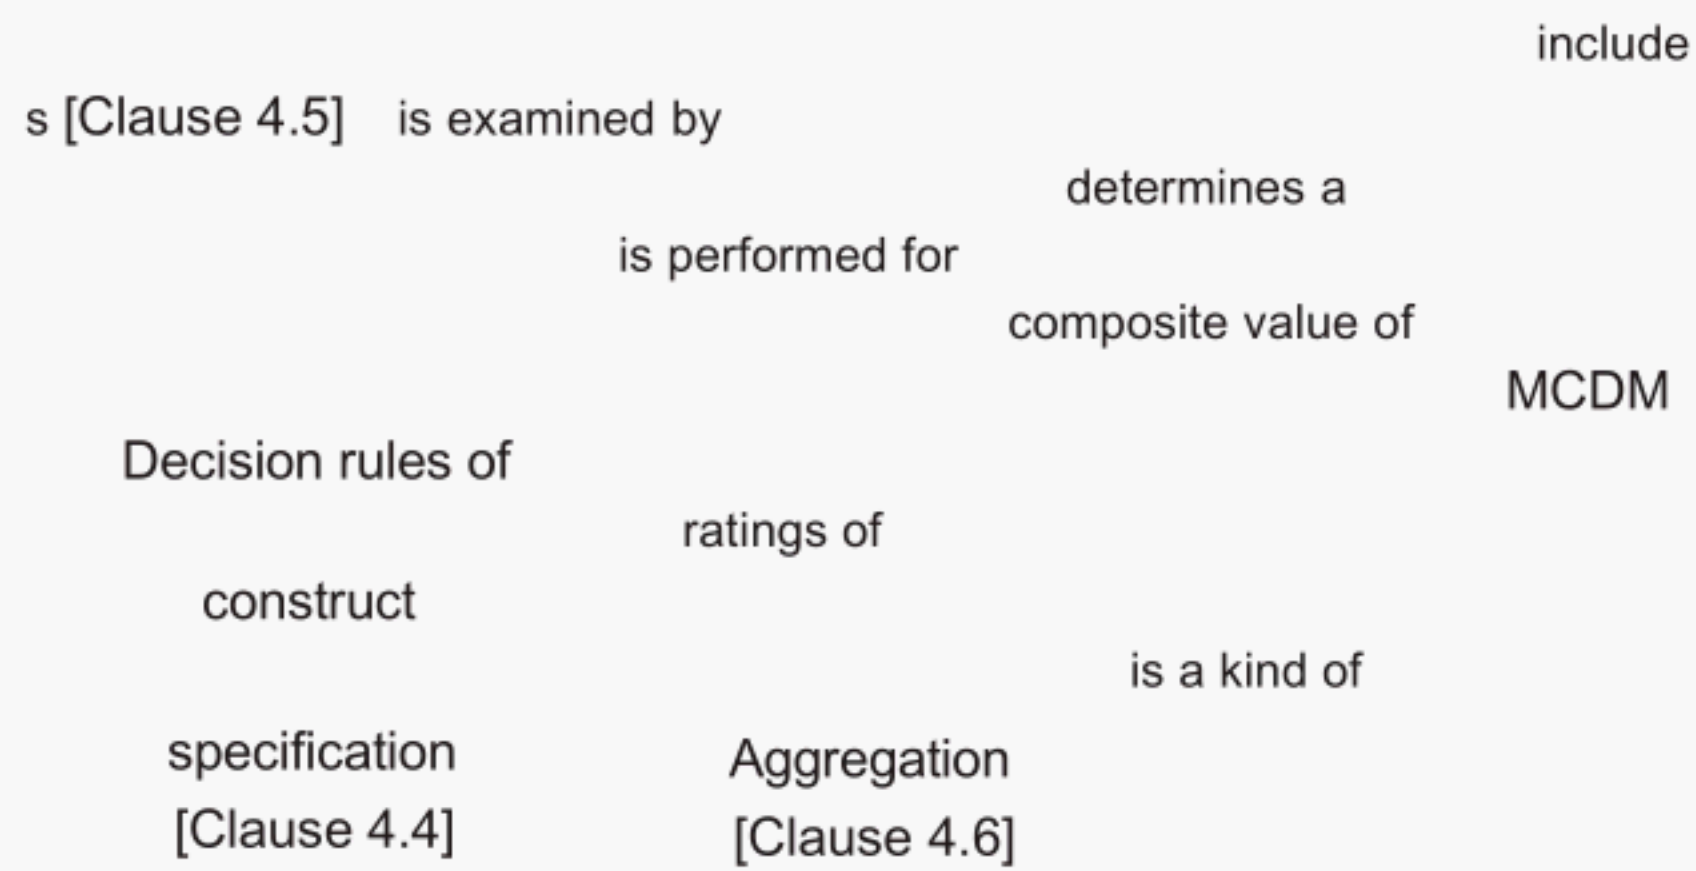 include
s [Clause 4.5] is examined by
determines a
is performed for
composite value of
MCDM
Decision rules of
ratings of
construct
is a kind of
specification
Aggregation
[Clause 4.4]
[Clause 4.6]